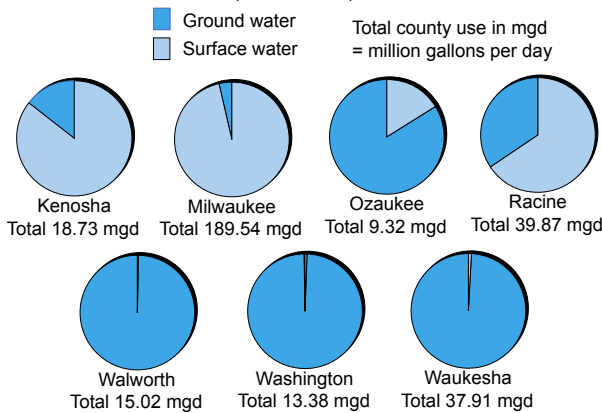 Ground water
Surface water
Total county use in mgd
= million gallons per day
Kenosha
Total 18.73 mgd
Milwaukee
Total 189.54 mgd
Ozaukee
Total 9.32 mgd
Racine
Total 39.87 mgd
Walworth
Total 15.02 mgd
Washington
Total 13.38 mgd
Waukesha
Total 37.91 mgd